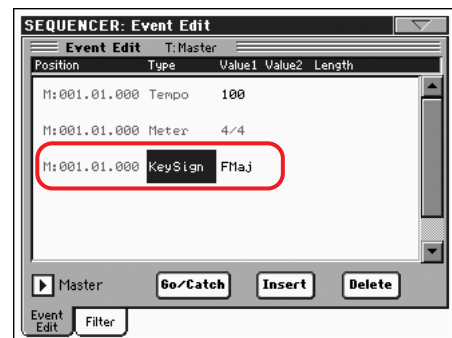 SEQUENCER: Event Edit
Event Edit T: Master
Position Type Value1 Value2 Length
M:001.01.000 Tempo 100
M:001.01.000 Meter 4/4
M:001.01.000 KeySign FMaj
Master Go/Catch Insert Delete
Event Edit Filter